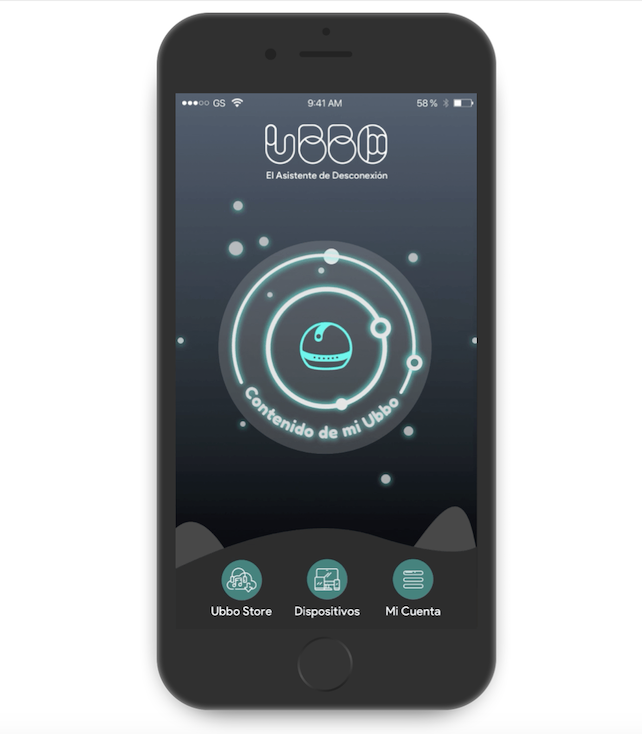 GS 9:41 AM 58 %
UBBO
El Asistente de Desconexión
Contenido de mi Ubbo
Ubbo Store Dispositivos Mi Cuenta